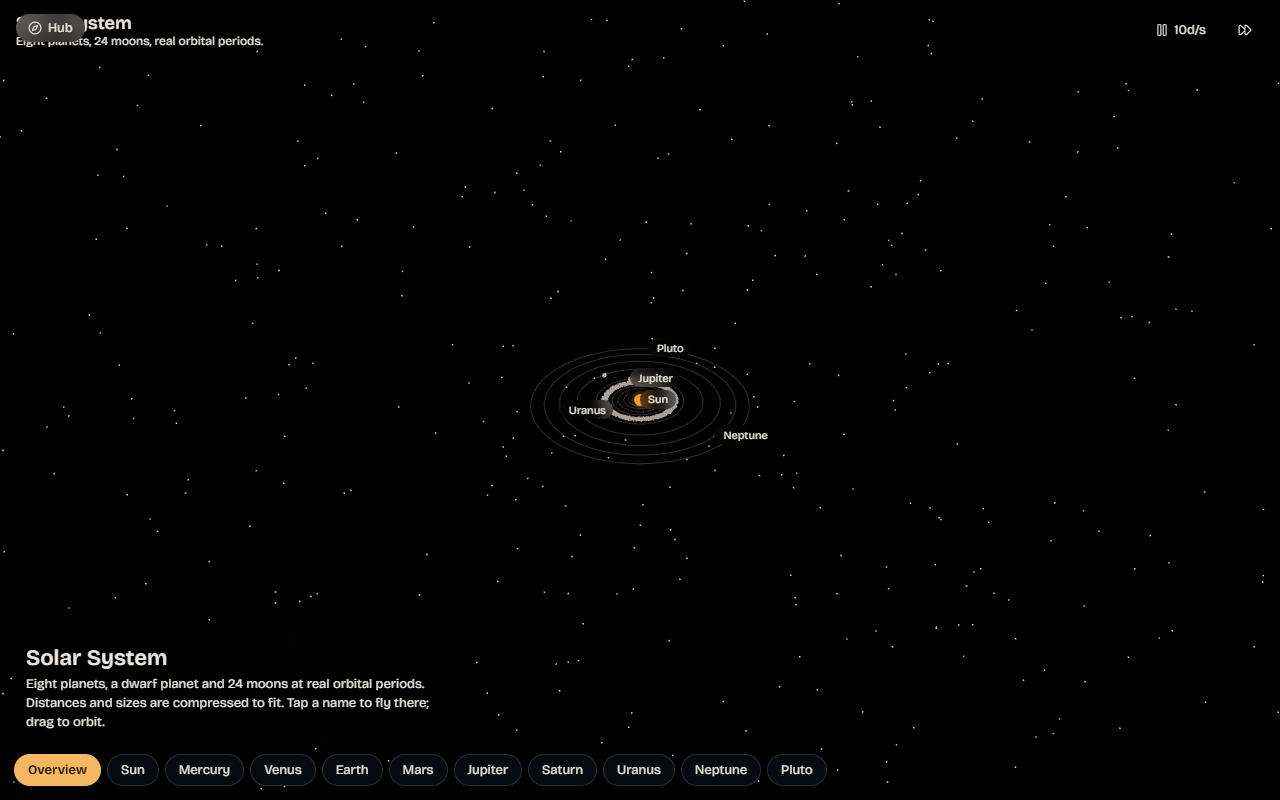 Hub
ystem
Eight planets, 24 moons, real orbital periods.
10d/s
Pluto
Jupiter
Sun
Uranus
Neptune
Solar System
Eight planets, a dwarf planet and 24 moons at real orbital periods.
Distances and sizes are compressed to fit. Tap a name to fly there;
drag to orbit.
Overview
Sun
Mercury
Venus
Earth
Mars
Jupiter
Saturn
Uranus
Neptune
Pluto